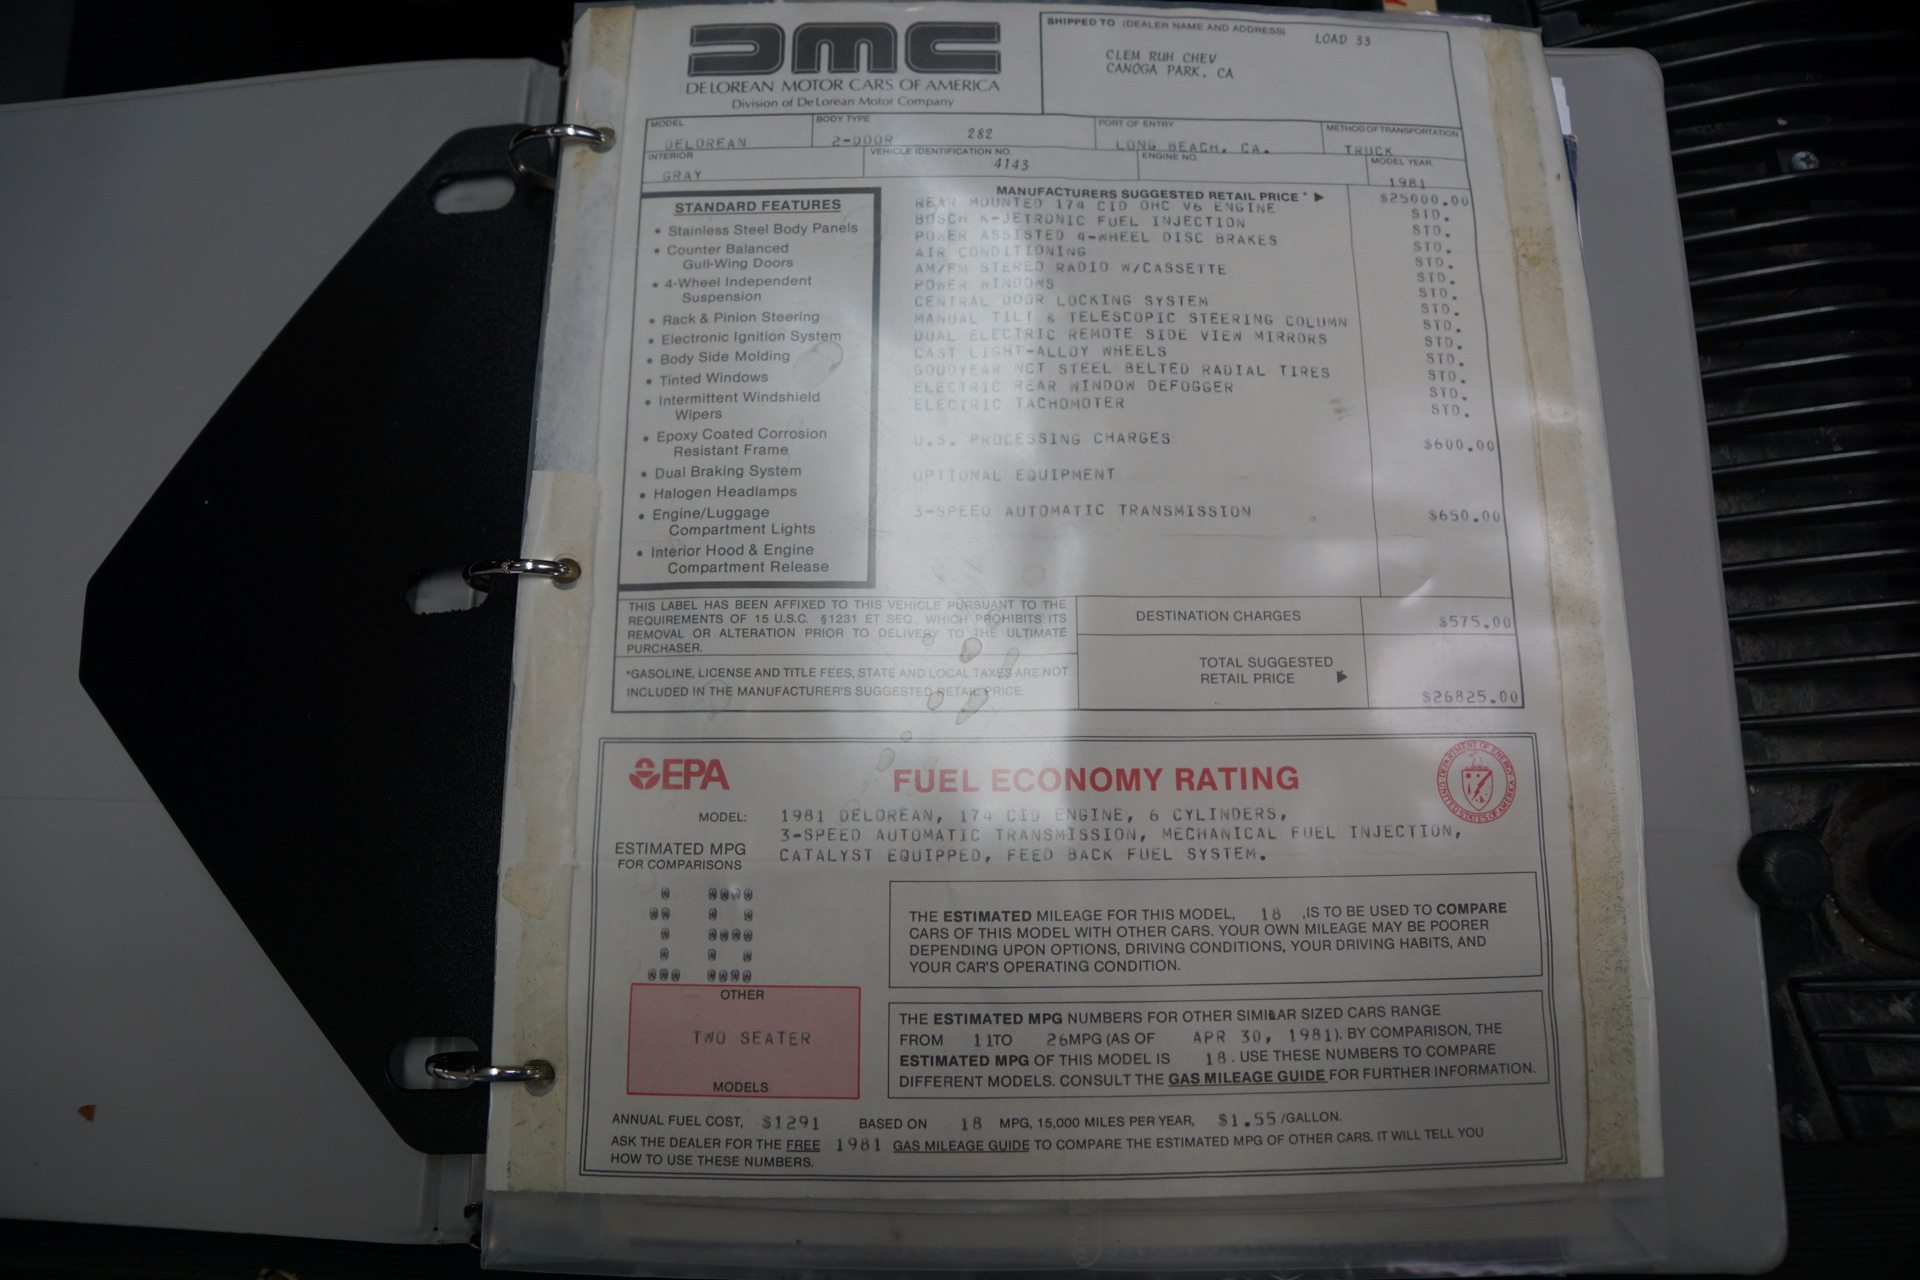 DMC
DELOREAN MOTOR CARS OF AMERICA
Division of DeLorean Motor Company
SHIPPED TO (DEALER NAME AND ADDRESS)
LOAD 33
CLEM RUH CHEV
CANOGA PARK. CA
MODEL
DELOREAN
BODY TYPE
2-DOOR
282
PORT OF ENTRY
LONG BEACH, CA.
METHOD OF TRANSPORTATION
TRUCK
INTERIOR
GRAY
VEHICLE IDENTIFICATION NO.
4143
ENGINE NO.
MODEL YEAR
1981
STANDARD FEATURES
• Stainless Steel Body Panels
• Counter Balanced
Gull-Wing Doors
• 4-Wheel Independent
Suspension
• Rack & Pinion Steering
• Electronic Ignition System
• Body Side Molding
• Tinted Windows
• Intermittent Windshield
Wipers
• Epoxy Coated Corrosion
Resistant Frame
• Dual Braking System
• Halogen Headlamps
• Engine/Luggage
Compartment Lights
• Interior Hood & Engine
Compartment Release
MANUFACTURERS SUGGESTED RETAIL PRICE * ▶ $25000.00
REAR MOUNTED 174 CID OHC V6 ENGINE STD.
BOSCH K-JETRONIC FUEL INJECTION STD.
POWER ASSISTED 4-WHEEL DISC BRAKES STD.
AIR CONDITIONING STD.
AM/FM STEREO RADIO W/CASSETTE STD.
POWER WINDOWS STD.
CENTRAL DOOR LOCKING SYSTEM STD.
MANUAL TILT & TELESCOPIC STEERING COLUMN STD.
DUAL ELECTRIC REMOTE SIDE VIEW MIRRORS STD.
CAST LIGHT-ALLOY WHEELS STD.
GOODYEAR NCT STEEL BELTED RADIAL TIRES STD.
ELECTRIC REAR WINDOW DEFOGGER STD.
ELECTRIC TACHOMOTER STD.
U.S. PROCESSING CHARGES $600.00
OPTIONAL EQUIPMENT
3-SPEED AUTOMATIC TRANSMISSION $650.00
THIS LABEL HAS BEEN AFFIXED TO THIS VEHICLE PURSUANT TO THE
REQUIREMENTS OF 15 U.S.C. §1231 ET SEQ., WHICH PROHIBITS ITS
REMOVAL OR ALTERATION PRIOR TO DELIVERY TO THE ULTIMATE
PURCHASER.
*GASOLINE, LICENSE AND TITLE FEES, STATE AND LOCAL TAXES ARE NOT
INCLUDED IN THE MANUFACTURER'S SUGGESTED RETAIL PRICE.
DESTINATION CHARGES $575.00
TOTAL SUGGESTED
RETAIL PRICE ▶ $26825.00
EPA
FUEL ECONOMY RATING
DEPARTMENT OF ENERGY
UNITED STATES OF AMERICA
MODEL: 1981 DELOREAN, 174 CID ENGINE, 6 CYLINDERS,
3-SPEED AUTOMATIC TRANSMISSION, MECHANICAL FUEL INJECTION,
CATALYST EQUIPPED, FEED BACK FUEL SYSTEM.
ESTIMATED MPG
FOR COMPARISONS
18
OTHER
TWO SEATER
MODELS
THE ESTIMATED MILEAGE FOR THIS MODEL, 18 ,IS TO BE USED TO COMPARE
CARS OF THIS MODEL WITH OTHER CARS. YOUR OWN MILEAGE MAY BE POORER
DEPENDING UPON OPTIONS, DRIVING CONDITIONS, YOUR DRIVING HABITS, AND
YOUR CAR'S OPERATING CONDITION.
THE ESTIMATED MPG NUMBERS FOR OTHER SIMILAR SIZED CARS RANGE
FROM 11TO 26MPG (AS OF APR 30, 1981). BY COMPARISON, THE
ESTIMATED MPG OF THIS MODEL IS 18 . USE THESE NUMBERS TO COMPARE
DIFFERENT MODELS. CONSULT THE GAS MILEAGE GUIDE FOR FURTHER INFORMATION.
ANNUAL FUEL COST, $1291 BASED ON 18 MPG, 15,000 MILES PER YEAR, $1.55 /GALLON.
ASK THE DEALER FOR THE FREE 1981 GAS MILEAGE GUIDE TO COMPARE THE ESTIMATED MPG OF OTHER CARS. IT WILL TELL YOU
HOW TO USE THESE NUMBERS.